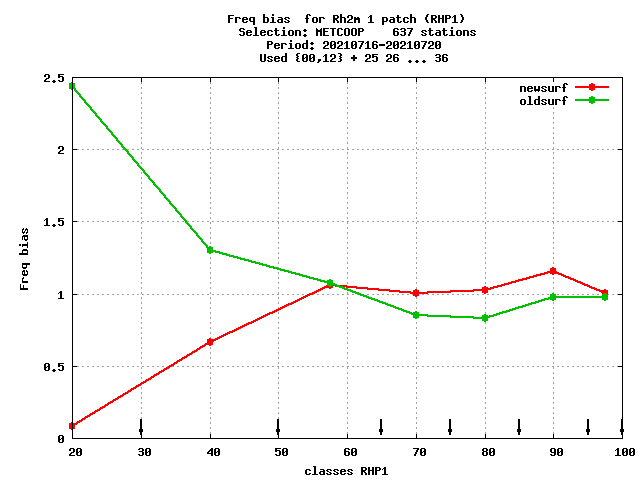 Freq bias  for Rh2m 1 patch (RHP1)
Selection: METCOOP    637 stations
Period: 20210716-20210720
Used {00,12} + 25 26 ... 36
newsurf
oldsurf
2.5
2
1.5
1
0.5
0
Freq bias
20 30 40 50 60 70 80 90 100
classes RHP1